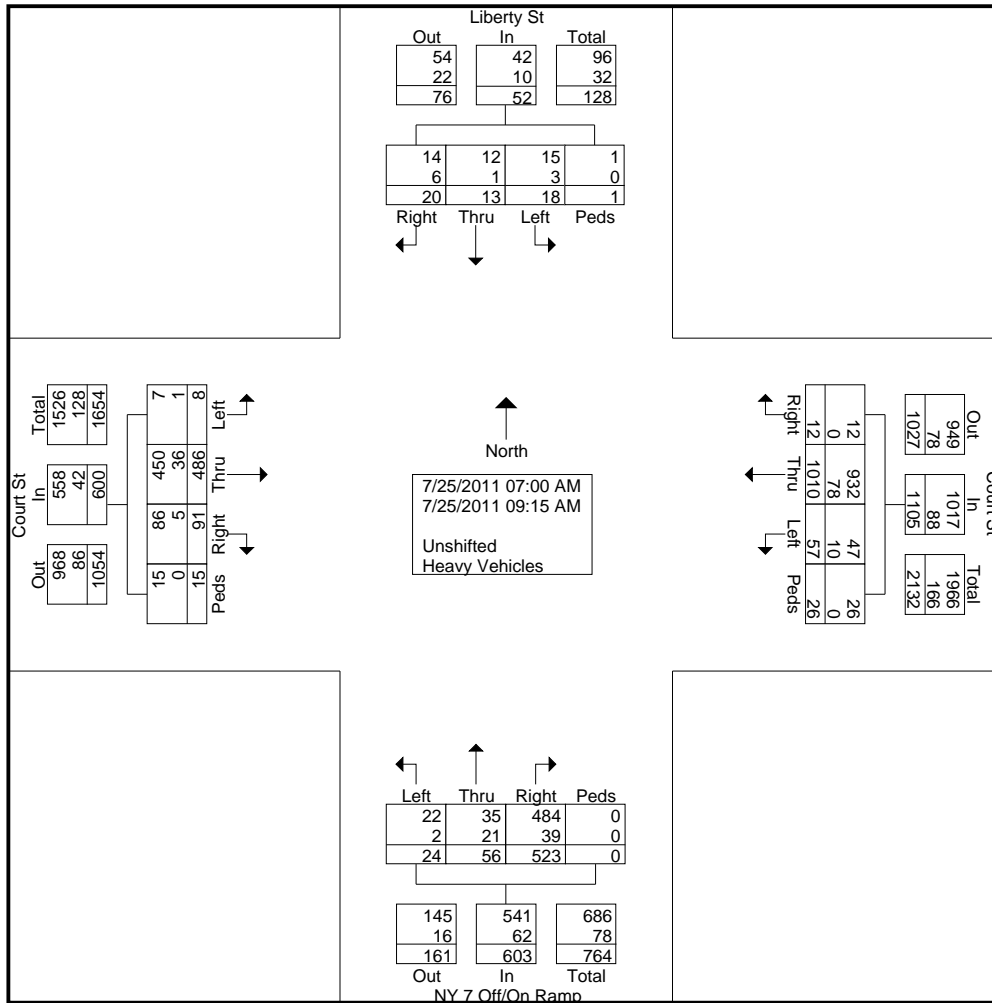 Liberty St
Out In Total
54 42 96
22 10 32
76 52 128
14 12 15 1
6 1 3 0
20 13 18 1
Right Thru Left Peds
Court St
Total In Out
1526 558 968
128 42 86
1654 600 1054
7 450 86 15
1 36 5 0
8 486 91 15
Left Thru Right Peds
North
7/25/2011 07:00 AM
7/25/2011 09:15 AM
Unshifted
Heavy Vehicles
Right Thru Left Peds
12 932 47 26
0 78 10 0
12 1010 57 26
Out In Total
949 1017 1966
78 88 166
1027 1105 2132
Court St
Left Thru Right Peds
22 35 484 0
2 21 39 0
24 56 523 0
145 541 686
16 62 78
161 603 764
Out In Total
NY 7 Off/On Ramp